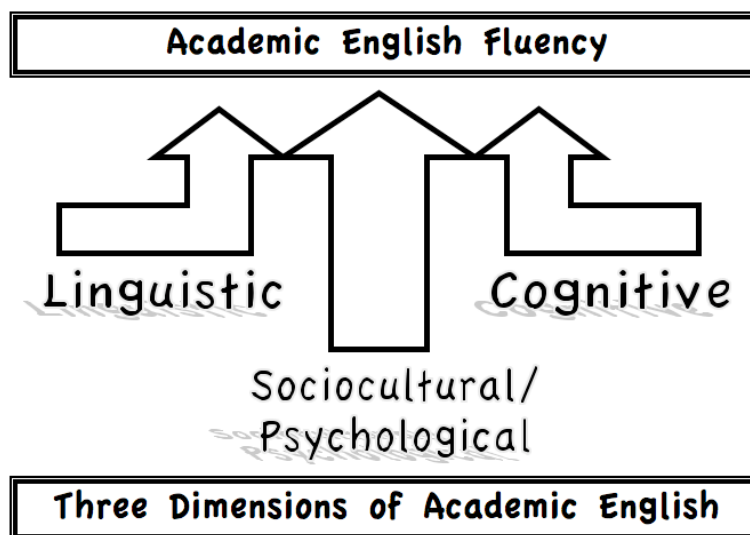 Academic English Fluency
Linguistic
Cognitive
Sociocultural/
Psychological
Three Dimensions of Academic English